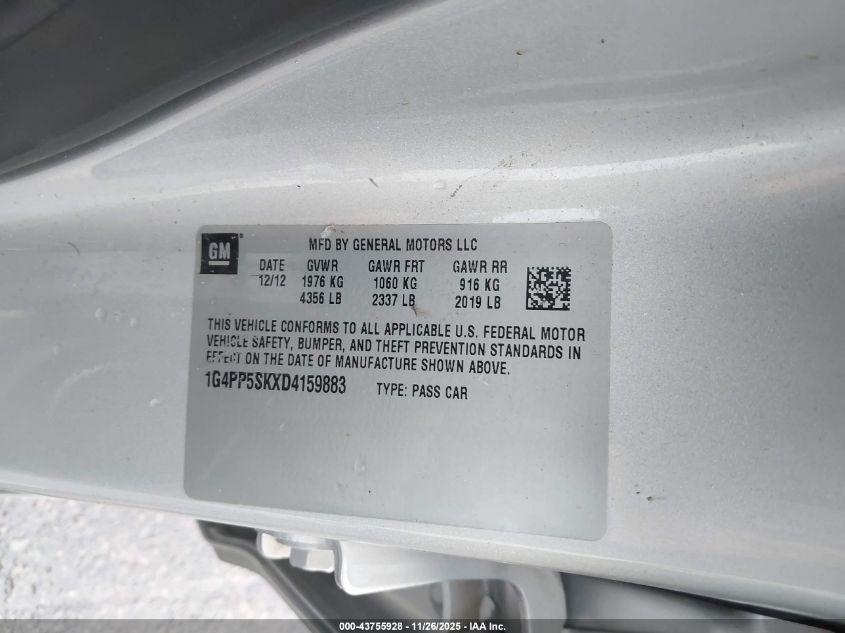 GM ®
MFD BY GENERAL MOTORS LLC
DATE GVWR GAWR FRT GAWR RR
12/12 1976 KG 1060 KG 916 KG
4356 LB 2337 LB 2019 LB
THIS VEHICLE CONFORMS TO ALL APPLICABLE U.S. FEDERAL MOTOR
VEHICLE SAFETY, BUMPER, AND THEFT PREVENTION STANDARDS IN
EFFECT ON THE DATE OF MANUFACTURE SHOWN ABOVE.
1G4PP5SKXD4159883 TYPE: PASS CAR
000-43755928 - 11/26/2025 - IAA Inc.